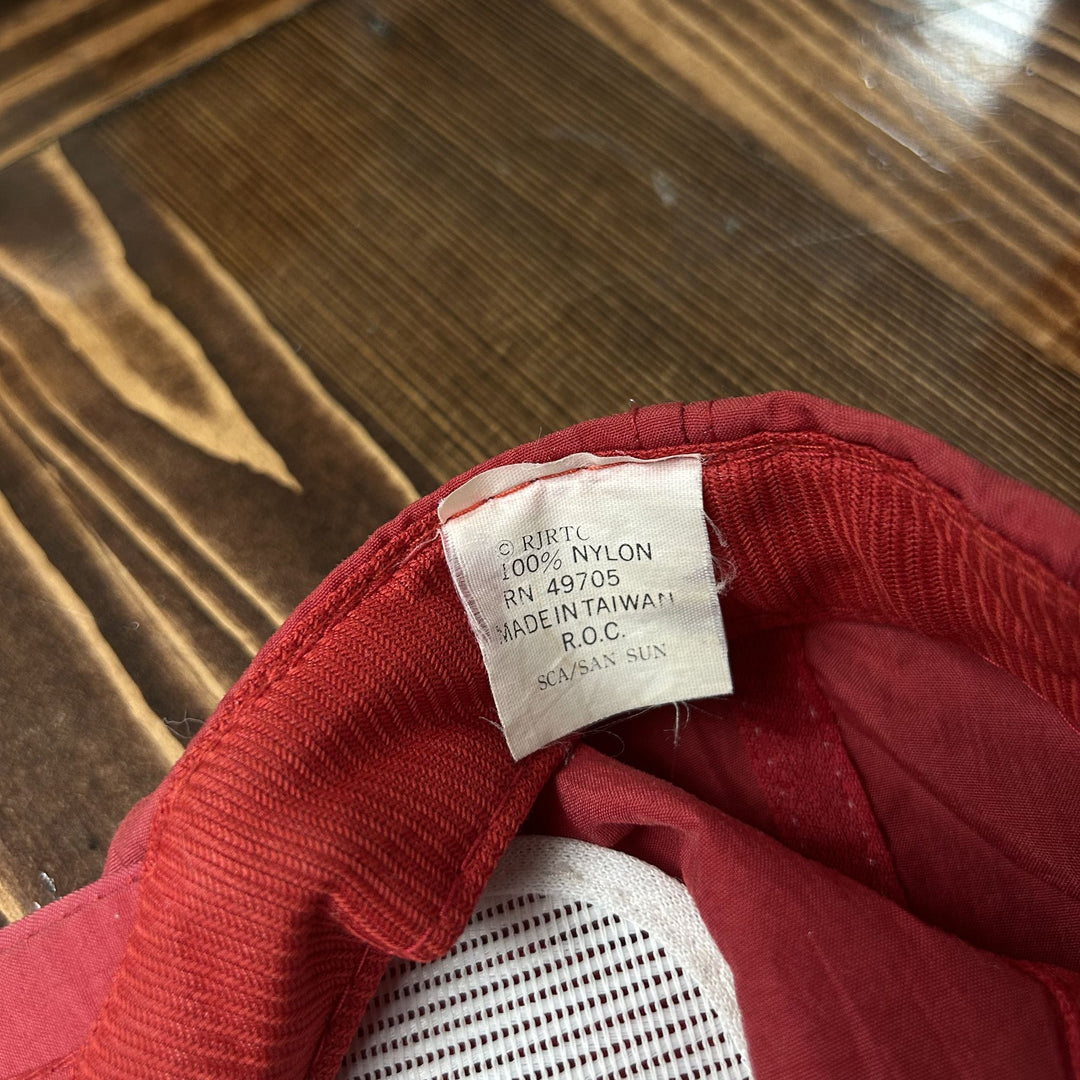 © RJRTC
100% NYLON
RN 49705
MADE IN TAIWAN
R.O.C.
SCA/SAN SUN